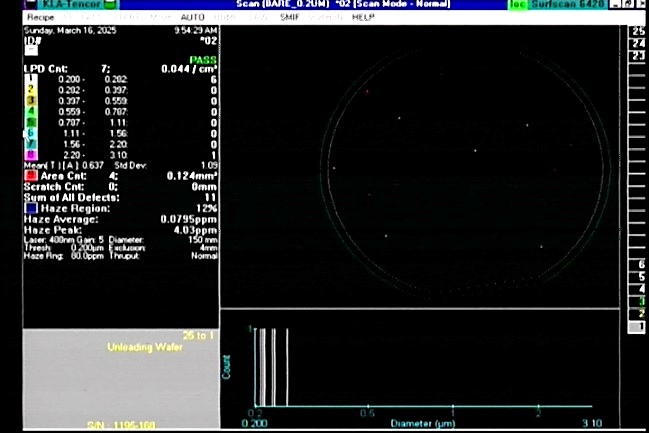 KLA-Tencor
Scan (BARE_0.2UM) *02 [Scan Mode - Normal]
loc
Surfscan 6420
Recipe
AUTO
SMIF
HELP
Sunday, March 16, 2025 9:54:29 AM
ID# *02
PASS
LPD Cnt: 7; 0.044 / cm²
1 0.200 - 0.282: 6
2 0.282 - 0.397: 0
3 0.397 - 0.559: 0
4 0.559 - 0.787: 0
5 0.787 - 1.11: 0
6 1.11 - 1.56: 0
7 1.56 - 2.20: 0
8 2.20 - 3.10: 1
Mean( T ) [ A ] 0.637 Std Dev: 1.09
9 Area Cnt: 4; 0.124mm²
Scratch Cnt: 0; 0mm
Sum of All Defects: 11
Haze Region: 12%
Haze Average: 0.0795ppm
Haze Peak: 4.03ppm
Laser: 488nm Gain: 5 Diameter: 150 mm
Thresh: 0.200µm Exclusion: 4mm
Haze Rng: 80.0ppm Thruput: Normal
25 to 1
Unloading Wafer
S/N - 1195-168
25
24
23
6
5
4
3
2
1
1
Count
0.2 0.5 1 2
0.200 Diameter (µm) 3.10